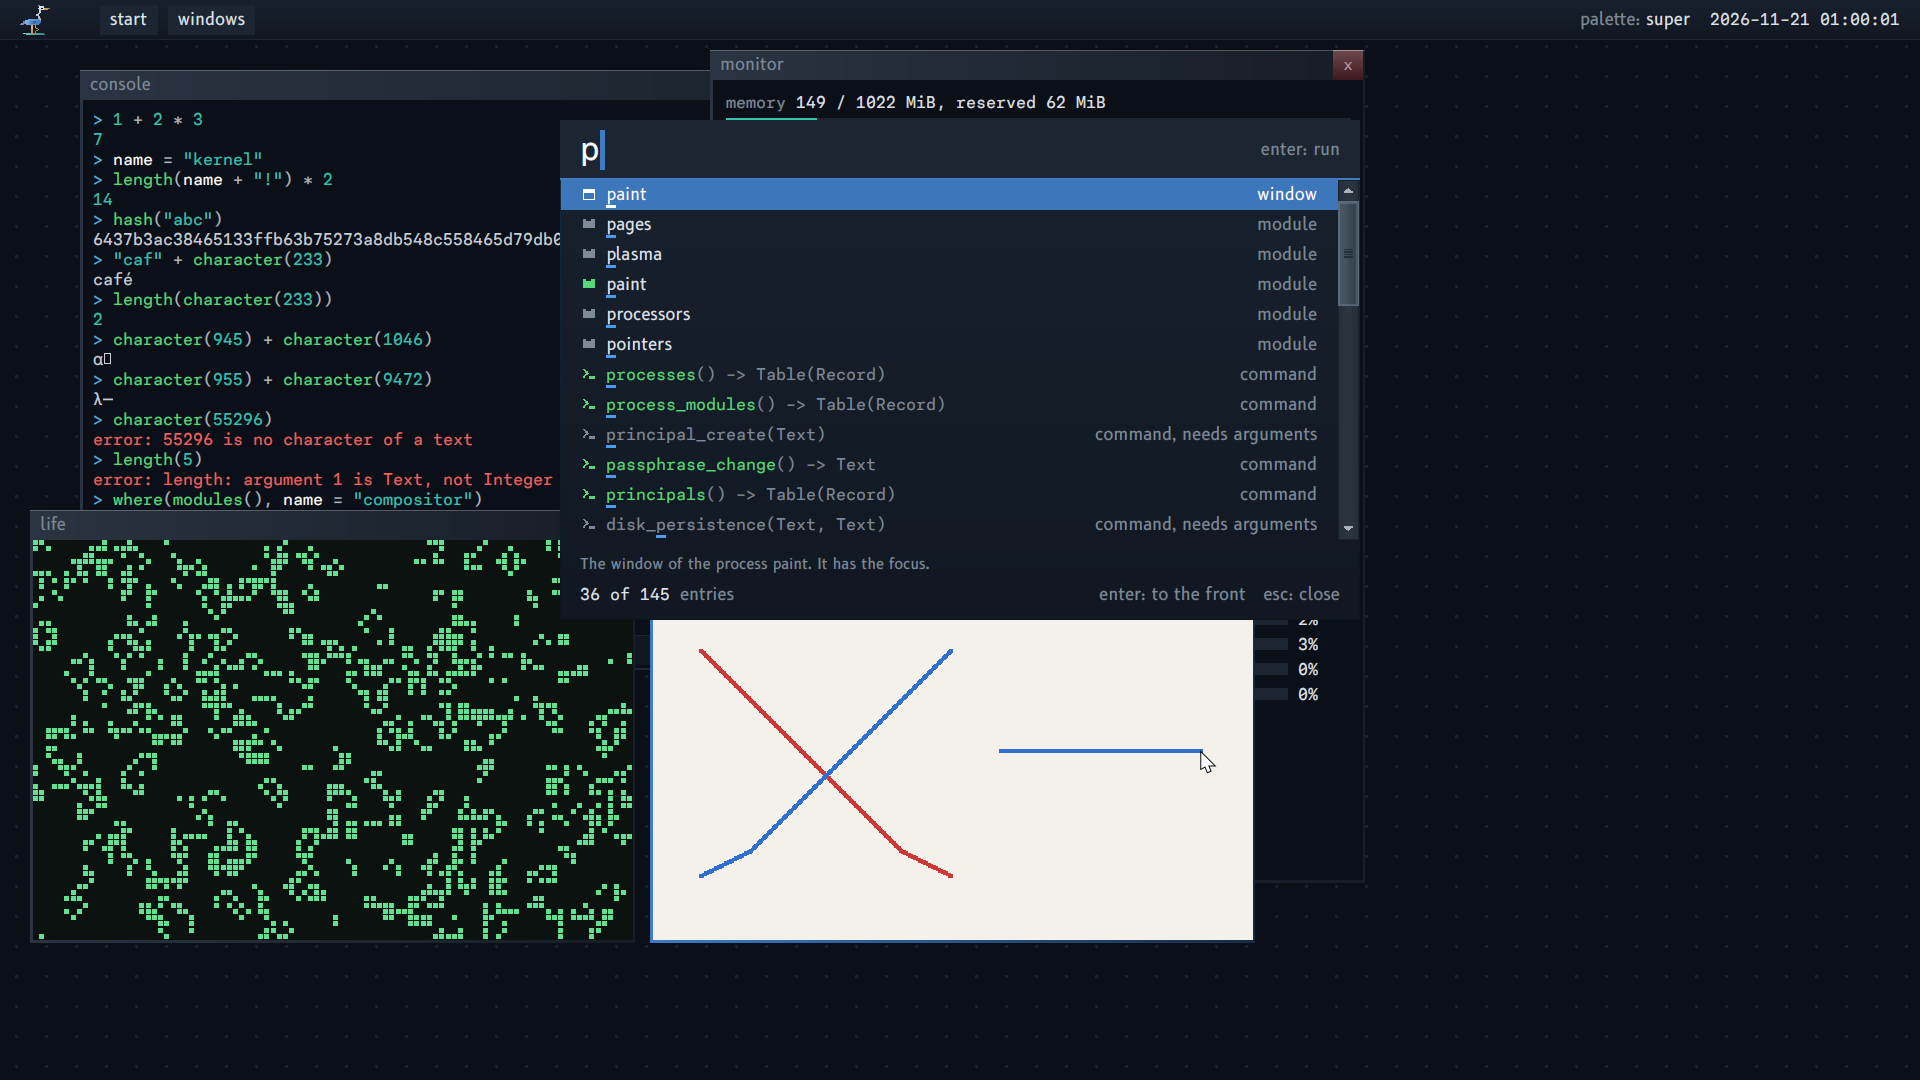 start windows palette: super 2026-11-21 01:00:01
monitor x
console
memory 149 / 1022 MiB, reserved 62 MiB
> 1 + 2 * 3
7
> name = "kernel"
> length(name + "!") * 2
14
> hash("abc")
6437b3ac38465133ffb63b75273a8db548c558465d79db
> "caf" + character(233)
café
> length(character(233))
2
> character(945) + character(1046)
α▯
> character(955) + character(9472)
λ─
> character(55296)
error: 55296 is no character of a text
> length(5)
error: length: argument 1 is Text, not Integer
> where(modules(), name = "compositor")
p enter: run
paint window
pages module
plasma module
paint module
processors module
pointers module
processes() -> Table(Record) command
process_modules() -> Table(Record) command
principal_create(Text) command, needs arguments
passphrase_change() -> Text command
principals() -> Table(Record) command
disk_persistence(Text, Text) command, needs arguments
The window of the process paint. It has the focus.
36 of 145 entries enter: to the front esc: close
life
2%
3%
0%
0%